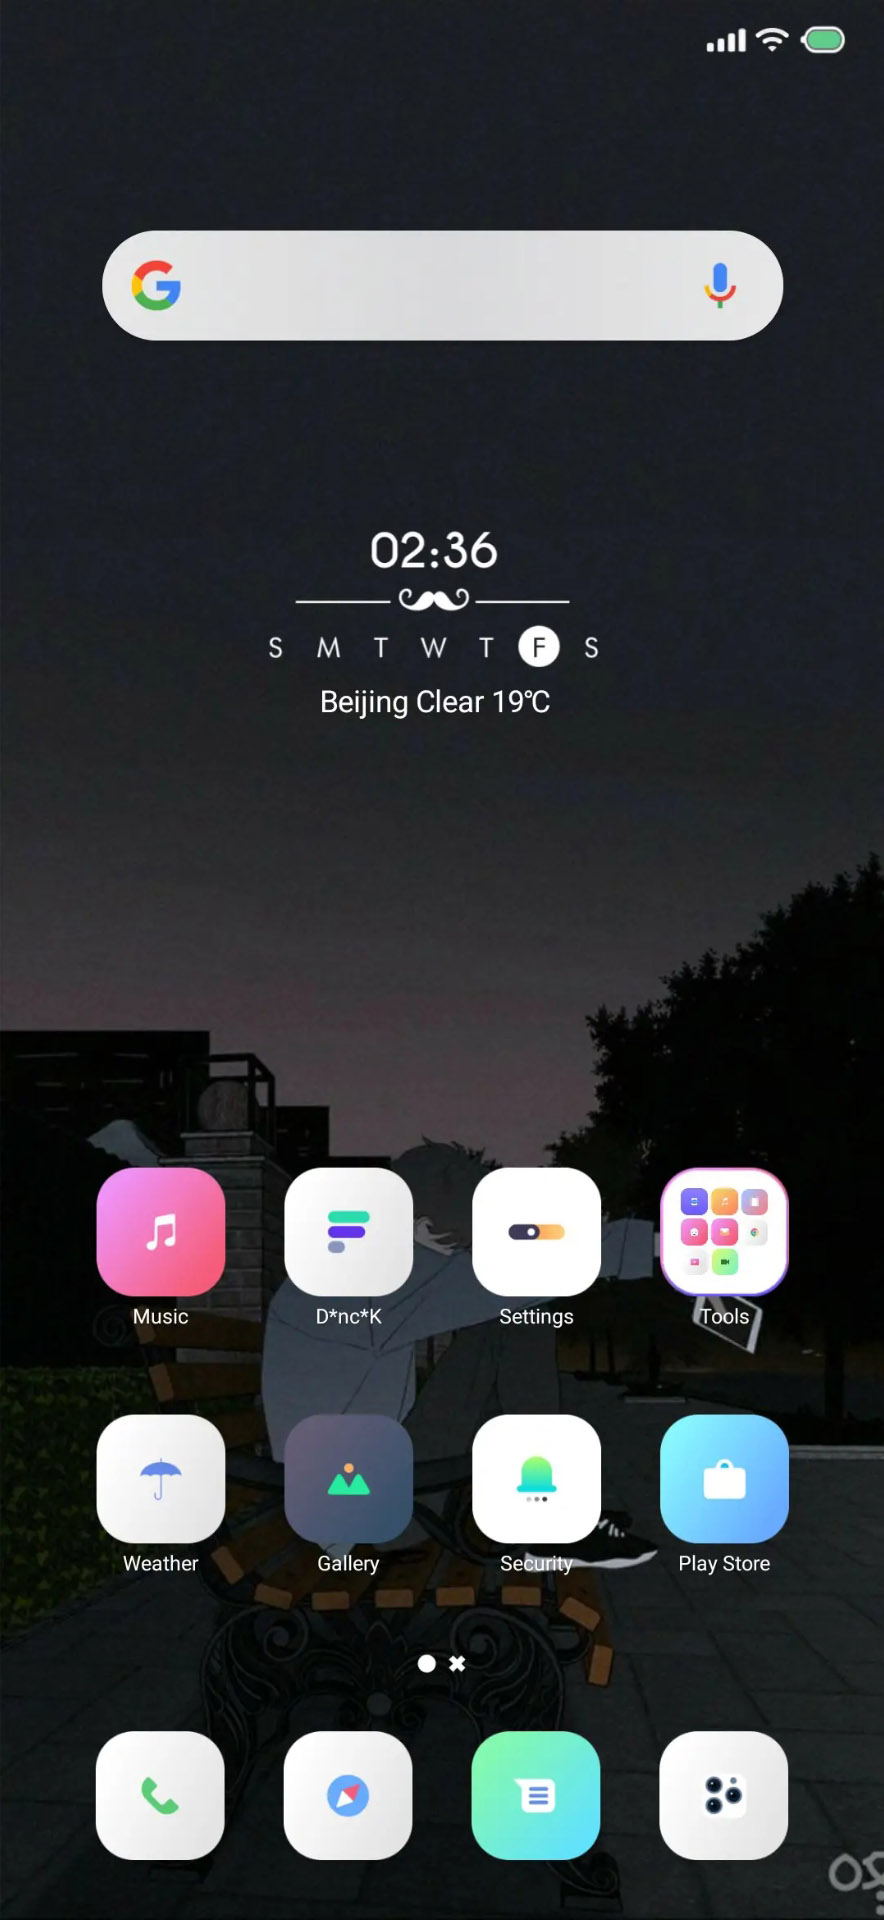 02:36
S M T W T F S
Beijing Clear 19℃
Music D*nc*K Settings Tools
Weather Gallery Security Play Store